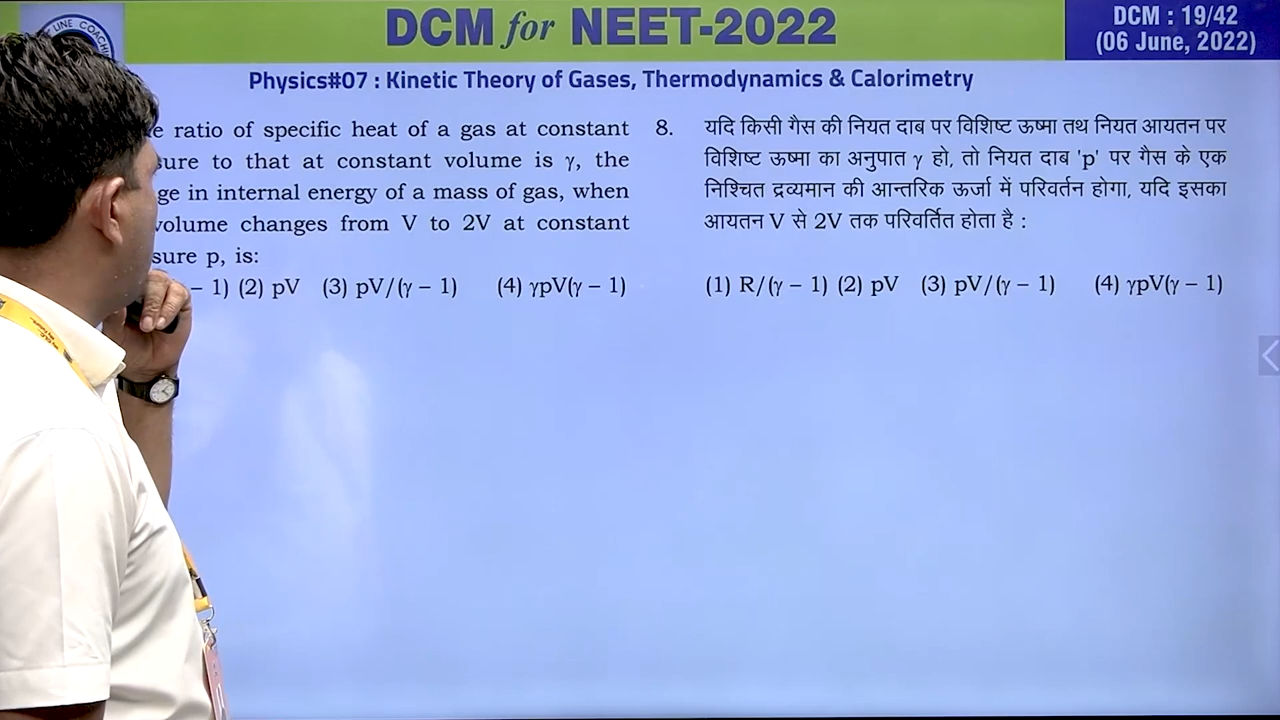 LINE COACHI
DCM for NEET-2022
DCM : 19/42
(06 June, 2022)
Physics#07 : Kinetic Theory of Gases, Thermodynamics & Calorimetry
ratio of specific heat of a gas at constant
to that at constant volume is γ, the
in internal energy of a mass of gas, when
volume changes from V to 2V at constant
p, is:
– 1) (2) pV (3) pV/(γ – 1) (4) γpV(γ – 1)
8. यदि किसी गैस की नियत दाब पर विशिष्ट ऊष्मा तथ नियत आयतन पर
विशिष्ट ऊष्मा का अनुपात γ हो, तो नियत दाब 'p' पर गैस के एक
निश्चित द्रव्यमान की आन्तरिक ऊर्जा में परिवर्तन होगा, यदि इसका
आयतन V से 2V तक परिवर्तित होता है :
(1) R/(γ – 1) (2) pV (3) pV/(γ – 1) (4) γpV(γ – 1)